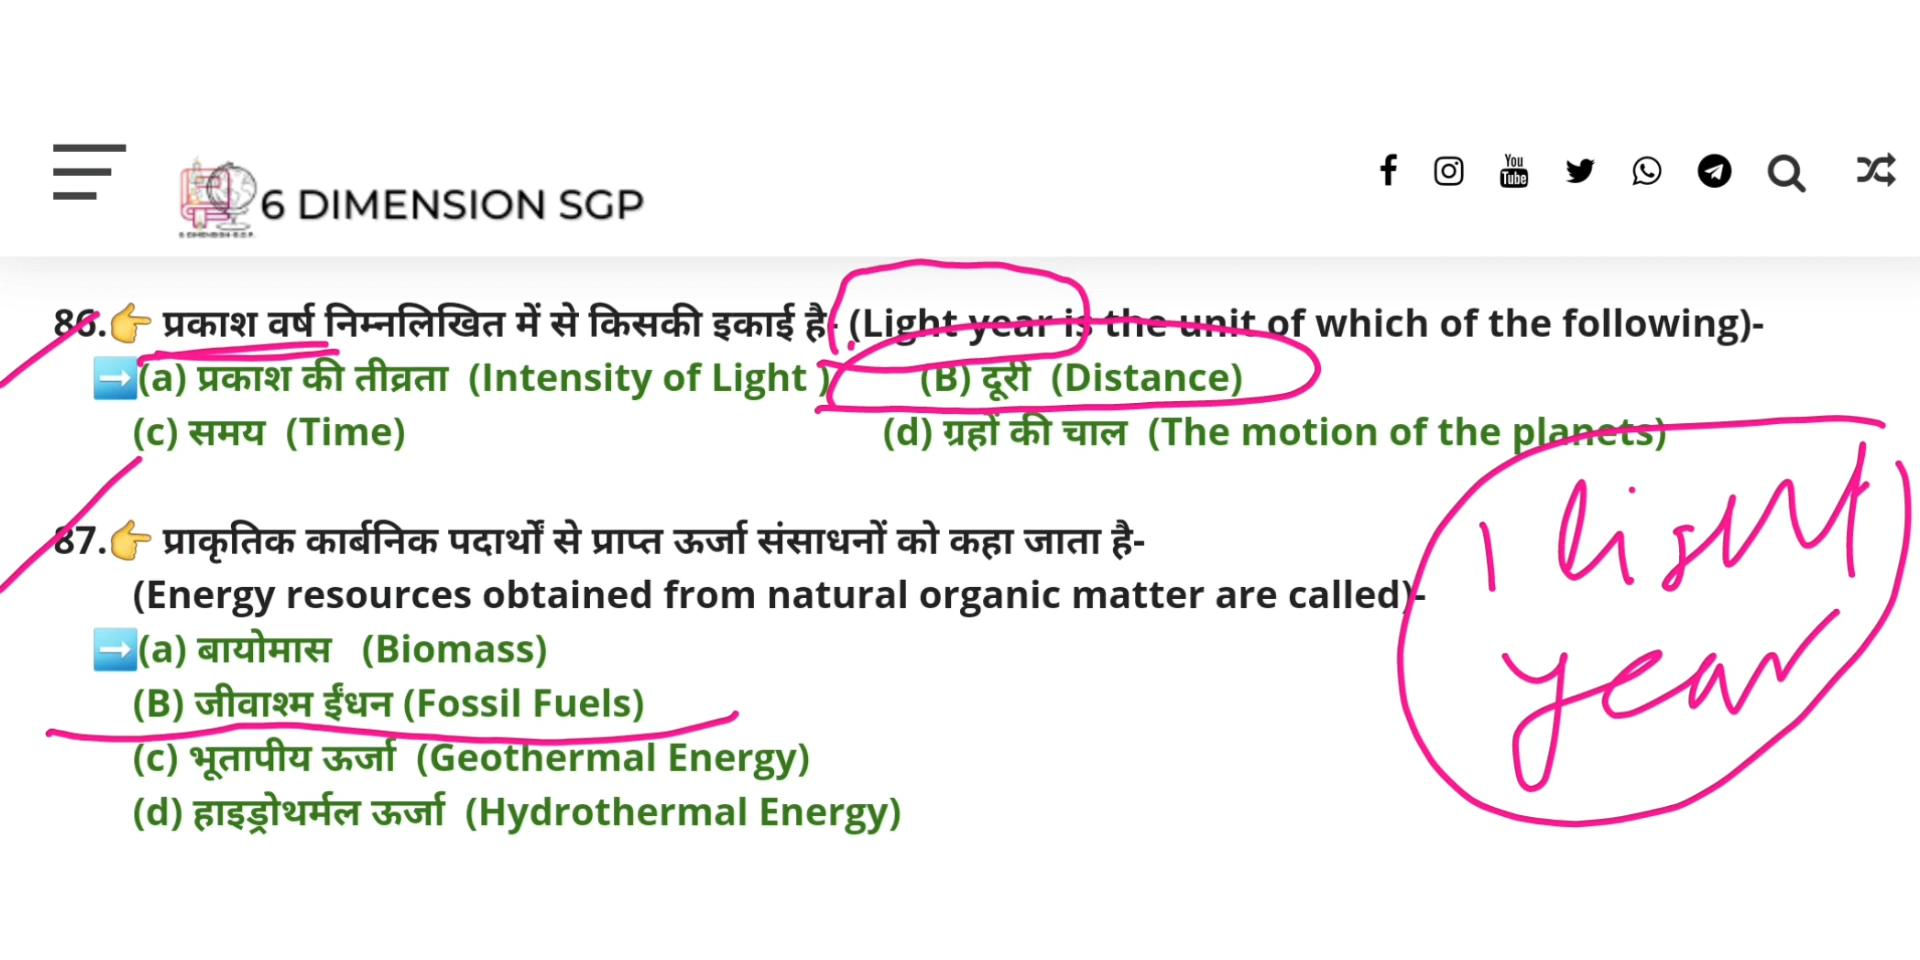 6 DIMENSION SGP
You
Tube
86.👉 प्रकाश वर्ष निम्नलिखित में से किसकी इकाई है- (Light year is the unit of which of the following)-
➡(a) प्रकाश की तीव्रता (Intensity of Light ) (B) दूरी (Distance)
(c) समय (Time) (d) ग्रहों की चाल (The motion of the planets)
87.👉 प्राकृतिक कार्बनिक पदार्थों से प्राप्त ऊर्जा संसाधनों को कहा जाता है-
(Energy resources obtained from natural organic matter are called)-
➡(a) बायोमास (Biomass)
(B) जीवाश्म ईंधन (Fossil Fuels)
(c) भूतापीय ऊर्जा (Geothermal Energy)
(d) हाइड्रोथर्मल ऊर्जा (Hydrothermal Energy)
1 light
year